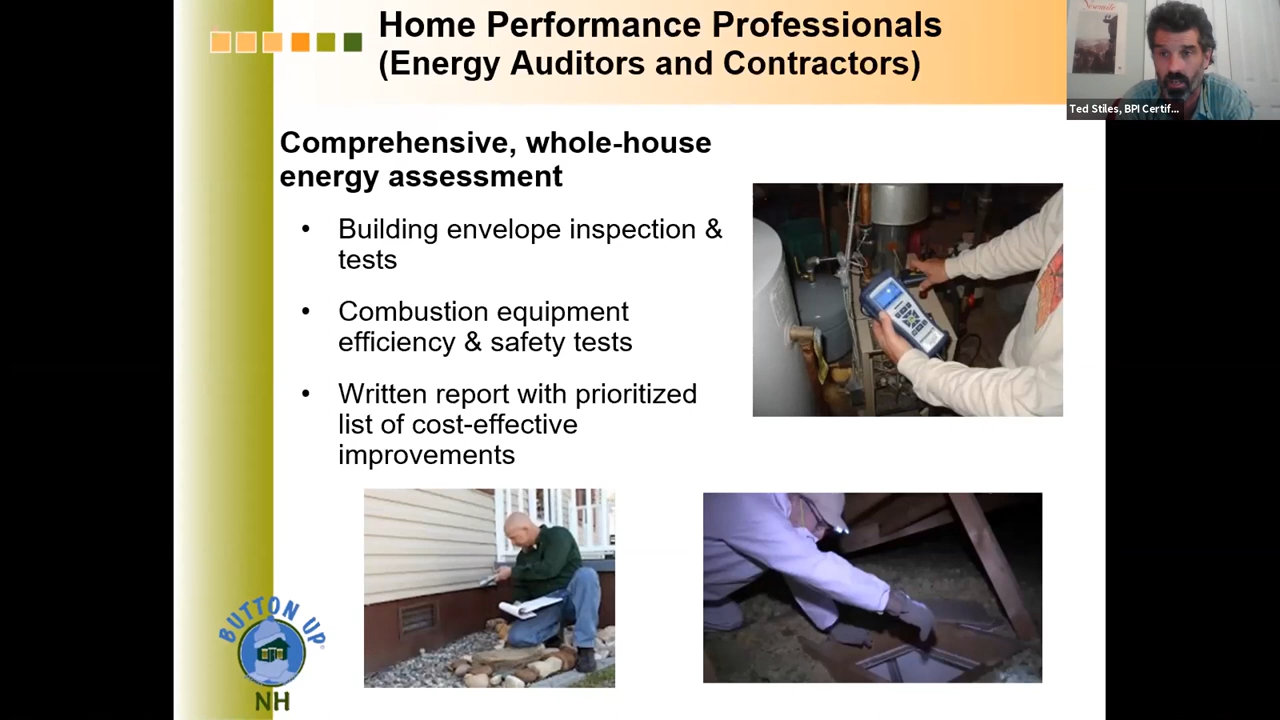 Home Performance Professionals
(Energy Auditors and Contractors)
Yosemite
Ted Stiles, BPI Certif...
Comprehensive, whole-house
energy assessment
• Building envelope inspection &
tests
• Combustion equipment
efficiency & safety tests
• Written report with prioritized
list of cost-effective
improvements
BUTTON UP
NH